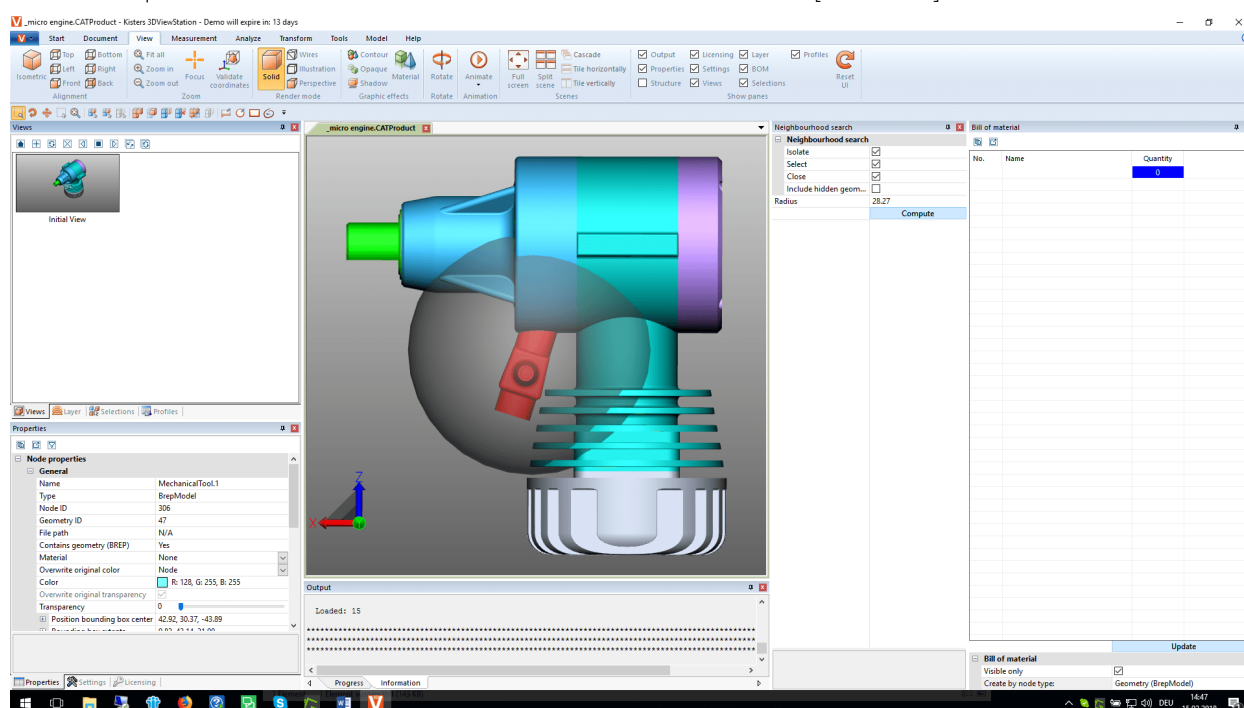 _micro engine.CATProduct - Kisters 3DViewStation - Demo will expire in: 13 days
Start Document View Measurement Analyze Transform Tools Model Help
Top Bottom Fit all Wires Contour Cascade Output Licensing Layer Profiles
Left Right Zoom in Illustration Opaque Tile horizontally Properties Settings BOM
Front Back Zoom out Perspective Shadow Tile vertically Structure Views Selections
Isometric Focus Validate coordinates Solid Material Rotate Animate Full screen Split scene Reset UI
Alignment Zoom Render mode Graphic effects Rotate Animation Scenes Show panes
Views
Initial View
Views Layer Selections Profiles
Properties
Node properties
General
Name MechanicalTool.1
Type BrepModel
Node ID 306
Geometry ID 47
File path N/A
Contains geometry (BREP) Yes
Material None
Overwrite original color Node
Color R: 128, G: 255, B: 255
Overwrite original transparency
Transparency 0
Position bounding box center 42.92, 30.37, -43.89
Properties Settings Licensing
_micro engine.CATProduct
Z
X
Output
Loaded: 15
********************************************************************************
********************************************************************************
Progress Information
Neighbourhood search
Neighbourhood search
Isolate
Select
Close
Include hidden geom...
Radius 28.27
Compute
Bill of material
No. Name Quantity
0
Update
Bill of material
Visible only
Create by node type: Geometry (BrepModel)
DEU 14:47